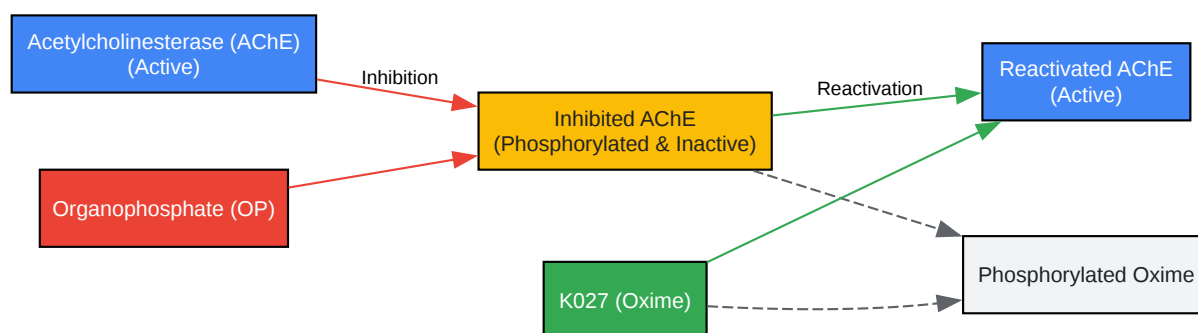 Acetylcholinesterase (AChE)
(Active)
Inhibition
Organophosphate (OP)
Inhibited AChE
(Phosphorylated & Inactive)
Reactivation
Reactivated AChE
(Active)
K027 (Oxime)
Phosphorylated Oxime